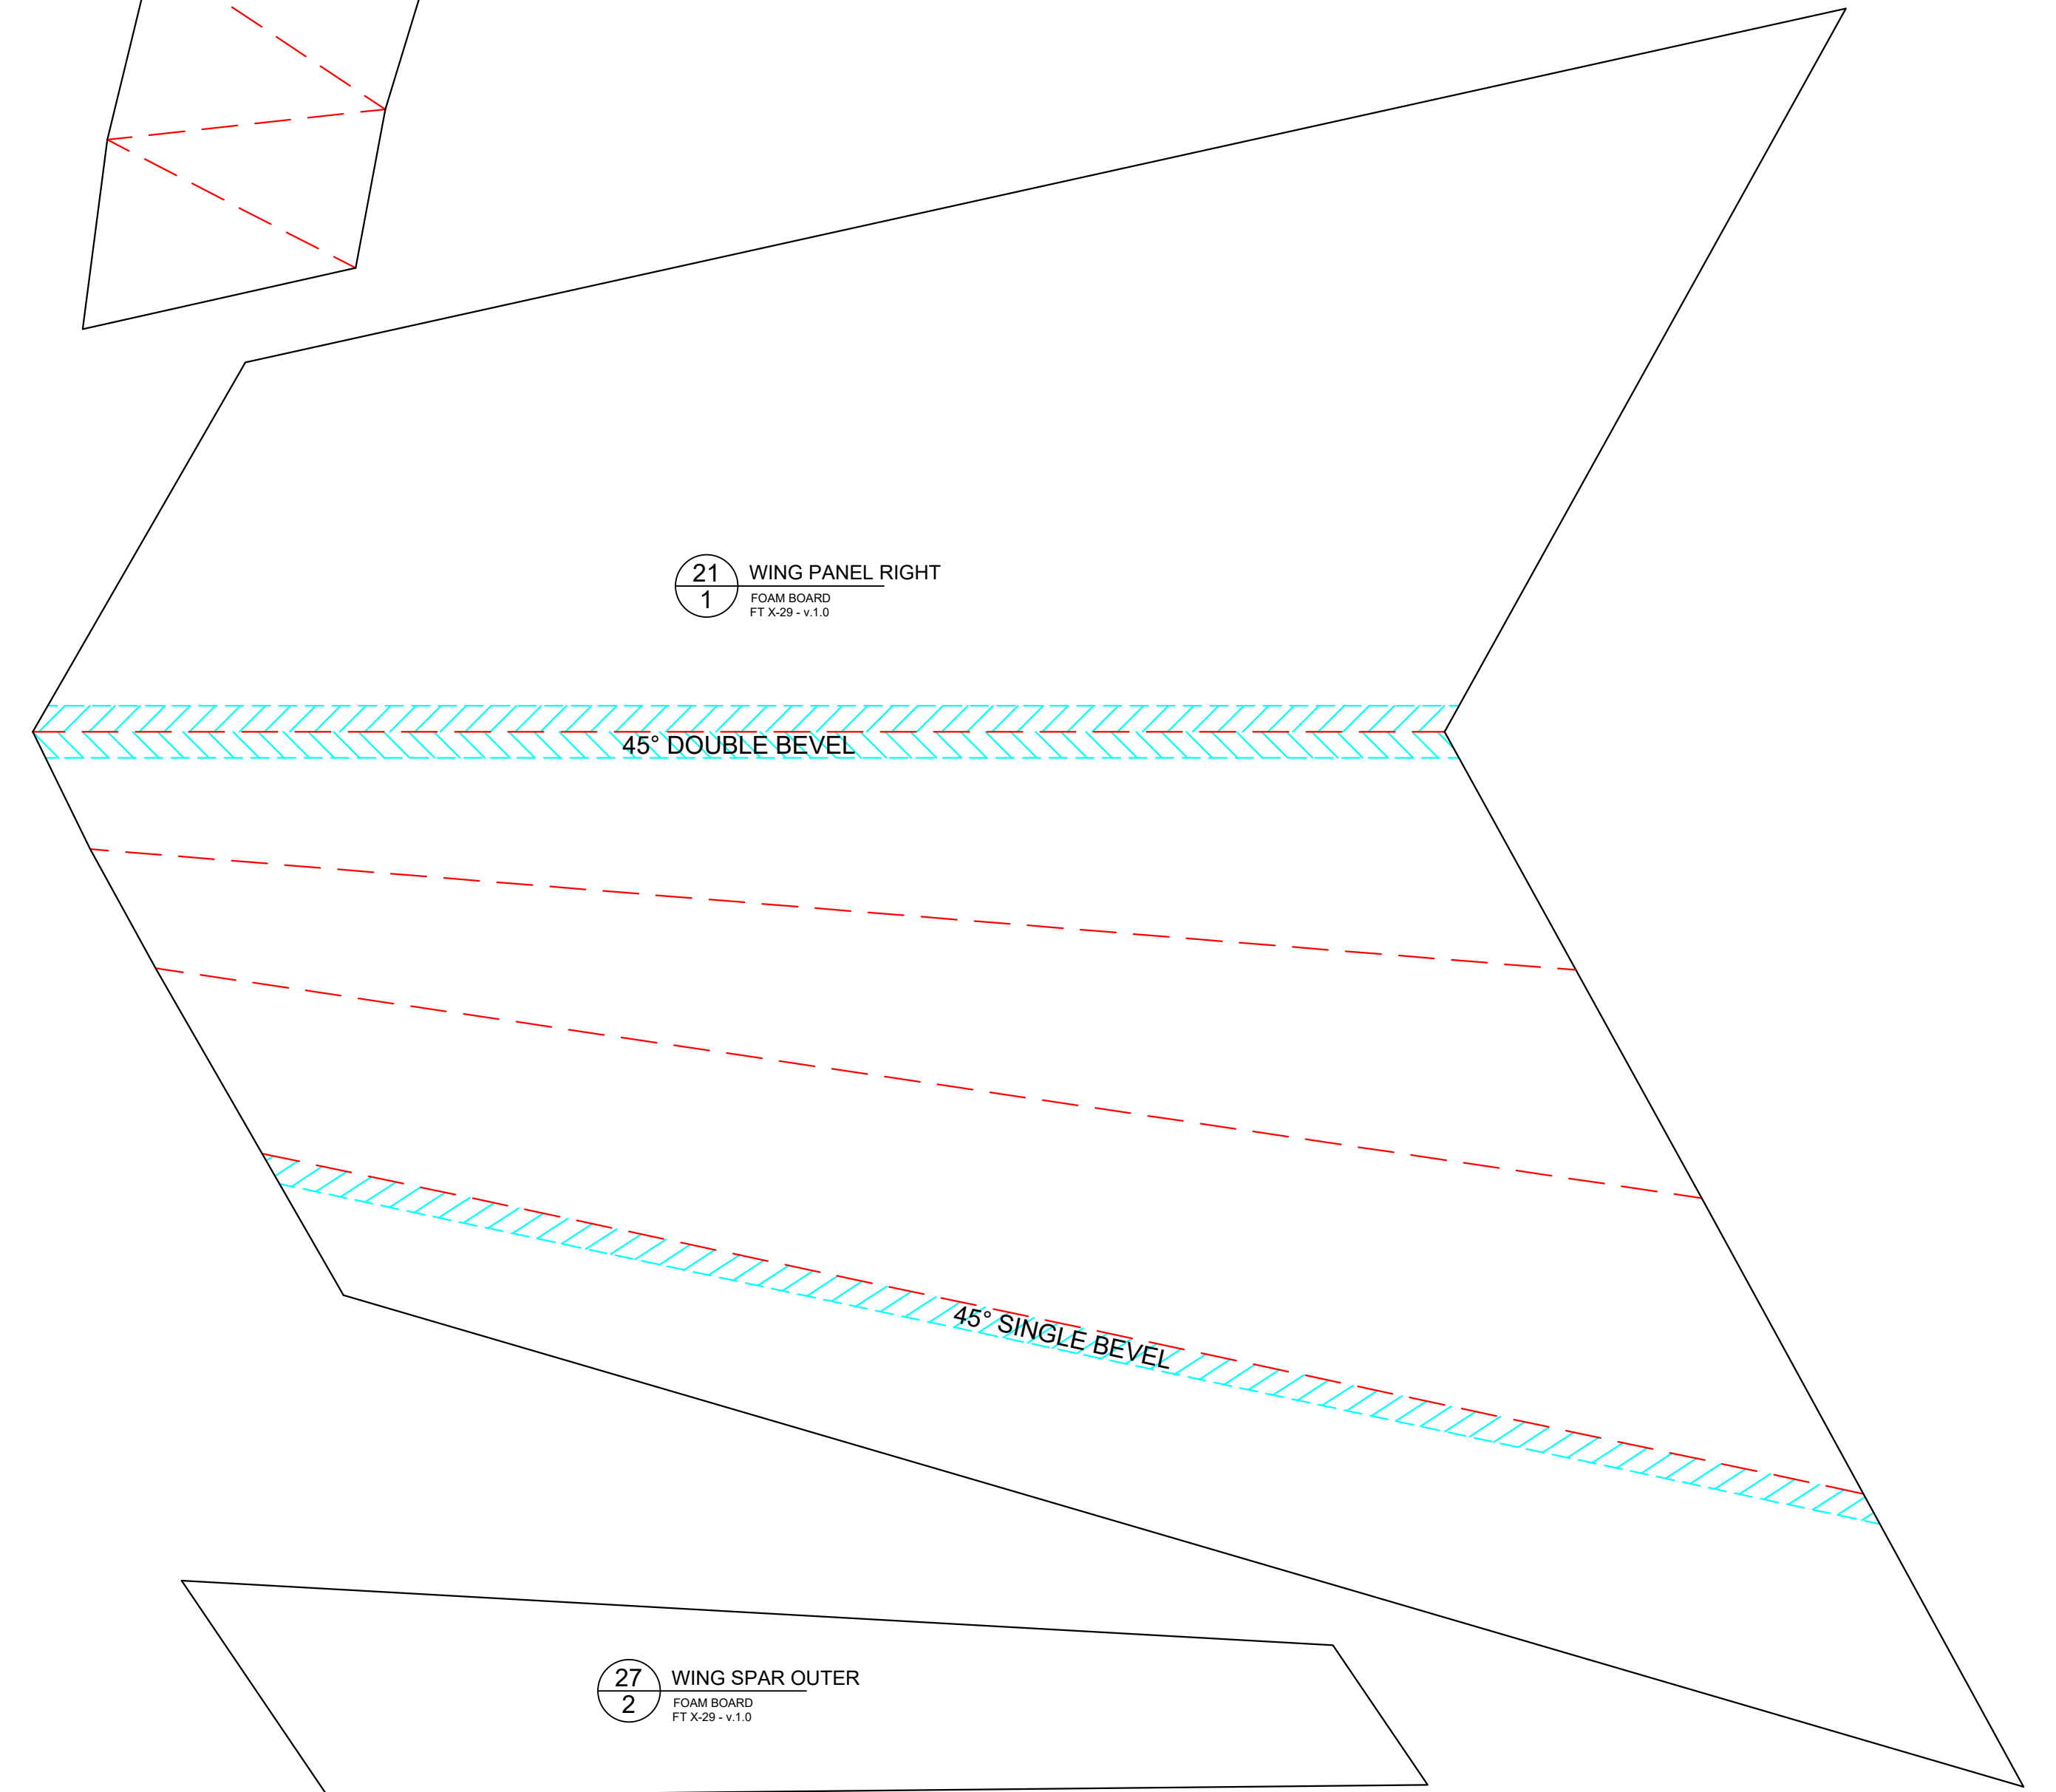 21
1
WING PANEL RIGHT
FOAM BOARD
FT X-29 - v.1.0
45° DOUBLE BEVEL
45° SINGLE BEVEL
27
2
WING SPAR OUTER
FOAM BOARD
FT X-29 - v.1.0